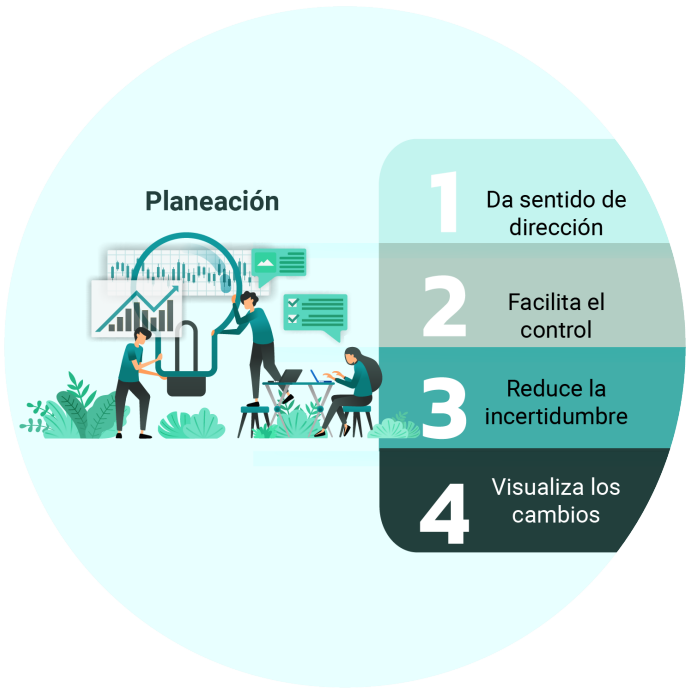 Planeación
1
Da sentido de
dirección
2
Facilita el
control
3
Reduce la
incertidumbre
4
Visualiza los
cambios